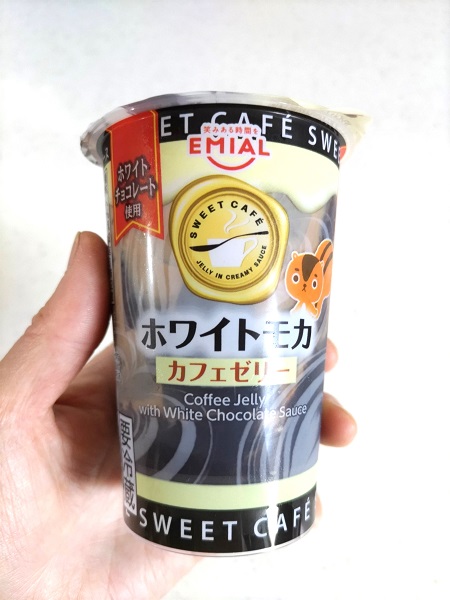 ET CAFÉ SWE
笑みある時間を
EMIAL
ホワイト
チョコレート
使用
SWEET CAFÉ
JELLY IN CREAMY SAUCE
ホワイトモカ
カフェゼリー
Coffee Jelly
with White Chocolate Sauce
要冷蔵
SWEET CAFÉ